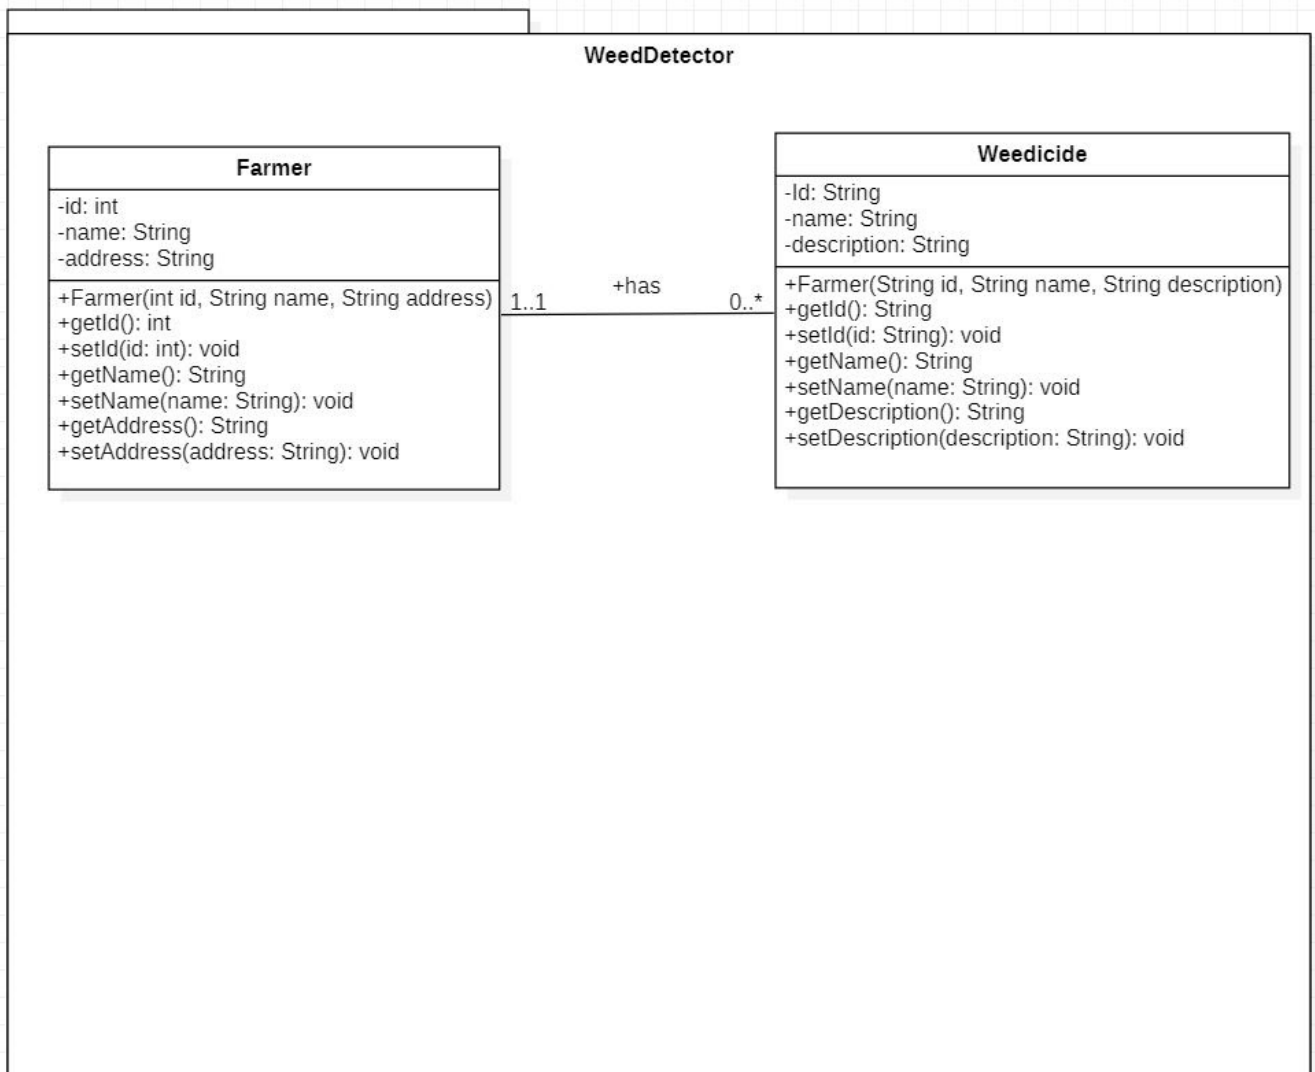 WeedDetector
Farmer
-id: int
-name: String
-address: String
+Farmer(int id, String name, String address)
+getId(): int
+setId(id: int): void
+getName(): String
+setName(name: String): void
+getAddress(): String
+setAddress(address: String): void
+has
1..1
0..*
Weedicide
-Id: String
-name: String
-description: String
+Farmer(String id, String name, String description)
+getId(): String
+setId(id: String): void
+getName(): String
+setName(name: String): void
+getDescription(): String
+setDescription(description: String): void